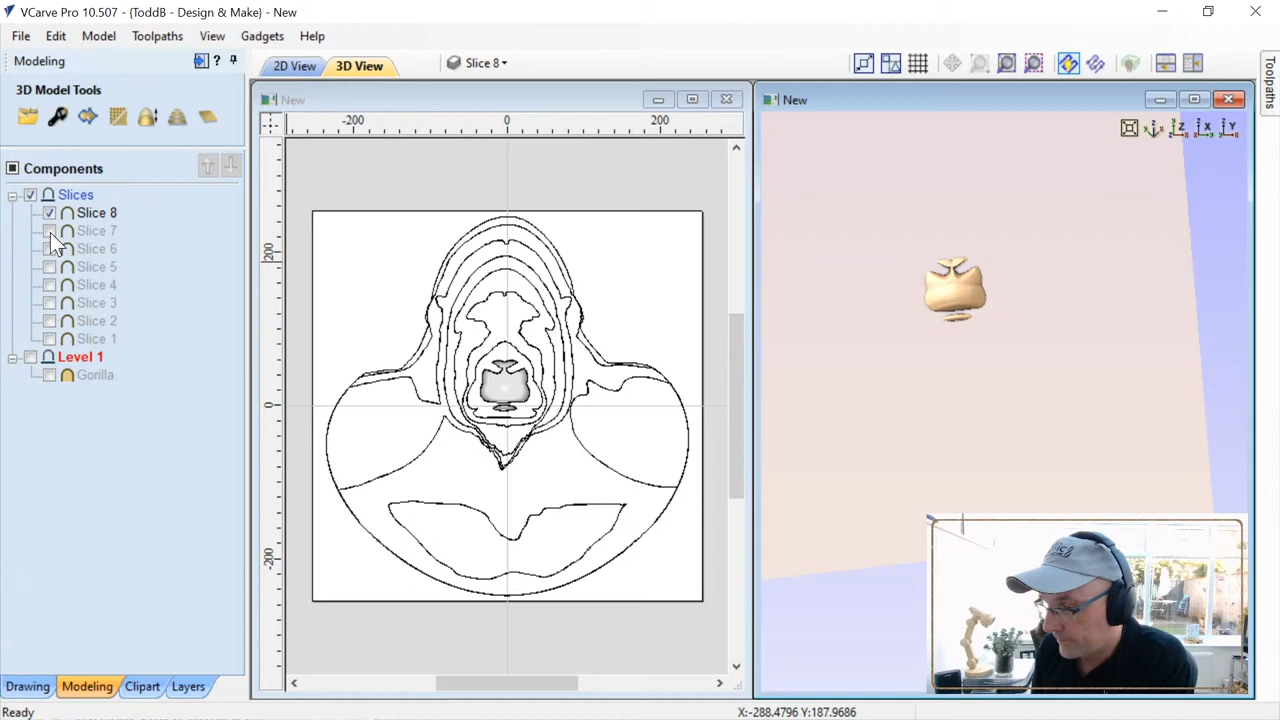 VCarve Pro 10.507 - {ToddB - Design & Make} - New
File Edit Model Toolpaths View Gadgets Help
Modeling
2D View 3D View Slice 8
3D Model Tools
New
New
-200 0 200
Z X Y
Components
Slices
Slice 8
Slice 7
Slice 6
Slice 5
Slice 4
Slice 3
Slice 2
Slice 1
Level 1
Gorilla
200
0
-200
Toolpaths
Drawing Modeling Clipart Layers
Ready X:-288.4796 Y:187.9686